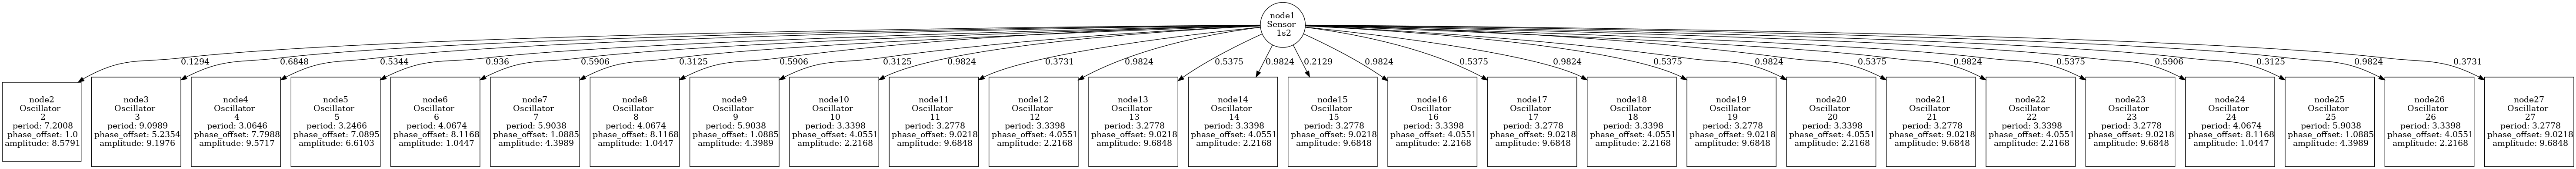 node1
Sensor
1s2
0.1294
0.6848
-0.5344
0.936
0.5906
-0.3125
0.5906
-0.3125
0.9824
0.3731
0.9824
-0.5375
0.9824
0.2129
0.9824
-0.5375
0.9824
-0.5375
0.9824
-0.5375
0.9824
-0.5375
0.5906
-0.3125
0.9824
0.3731
node2
Oscillator
2
period: 7.2008
phase_offset: 1.0
amplitude: 8.5791
node3
Oscillator
3
period: 9.0989
phase_offset: 5.2354
amplitude: 9.1976
node4
Oscillator
4
period: 3.0646
phase_offset: 7.7988
amplitude: 9.5717
node5
Oscillator
5
period: 3.2466
phase_offset: 7.0895
amplitude: 6.6103
node6
Oscillator
6
period: 4.0674
phase_offset: 8.1168
amplitude: 1.0447
node7
Oscillator
7
period: 5.9038
phase_offset: 1.0885
amplitude: 4.3989
node8
Oscillator
8
period: 4.0674
phase_offset: 8.1168
amplitude: 1.0447
node9
Oscillator
9
period: 5.9038
phase_offset: 1.0885
amplitude: 4.3989
node10
Oscillator
10
period: 3.3398
phase_offset: 4.0551
amplitude: 2.2168
node11
Oscillator
11
period: 3.2778
phase_offset: 9.0218
amplitude: 9.6848
node12
Oscillator
12
period: 3.3398
phase_offset: 4.0551
amplitude: 2.2168
node13
Oscillator
13
period: 3.2778
phase_offset: 9.0218
amplitude: 9.6848
node14
Oscillator
14
period: 3.3398
phase_offset: 4.0551
amplitude: 2.2168
node15
Oscillator
15
period: 3.2778
phase_offset: 9.0218
amplitude: 9.6848
node16
Oscillator
16
period: 3.3398
phase_offset: 4.0551
amplitude: 2.2168
node17
Oscillator
17
period: 3.2778
phase_offset: 9.0218
amplitude: 9.6848
node18
Oscillator
18
period: 3.3398
phase_offset: 4.0551
amplitude: 2.2168
node19
Oscillator
19
period: 3.2778
phase_offset: 9.0218
amplitude: 9.6848
node20
Oscillator
20
period: 3.3398
phase_offset: 4.0551
amplitude: 2.2168
node21
Oscillator
21
period: 3.2778
phase_offset: 9.0218
amplitude: 9.6848
node22
Oscillator
22
period: 3.3398
phase_offset: 4.0551
amplitude: 2.2168
node23
Oscillator
23
period: 3.2778
phase_offset: 9.0218
amplitude: 9.6848
node24
Oscillator
24
period: 4.0674
phase_offset: 8.1168
amplitude: 1.0447
node25
Oscillator
25
period: 5.9038
phase_offset: 1.0885
amplitude: 4.3989
node26
Oscillator
26
period: 3.3398
phase_offset: 4.0551
amplitude: 2.2168
node27
Oscillator
27
period: 3.2778
phase_offset: 9.0218
amplitude: 9.6848